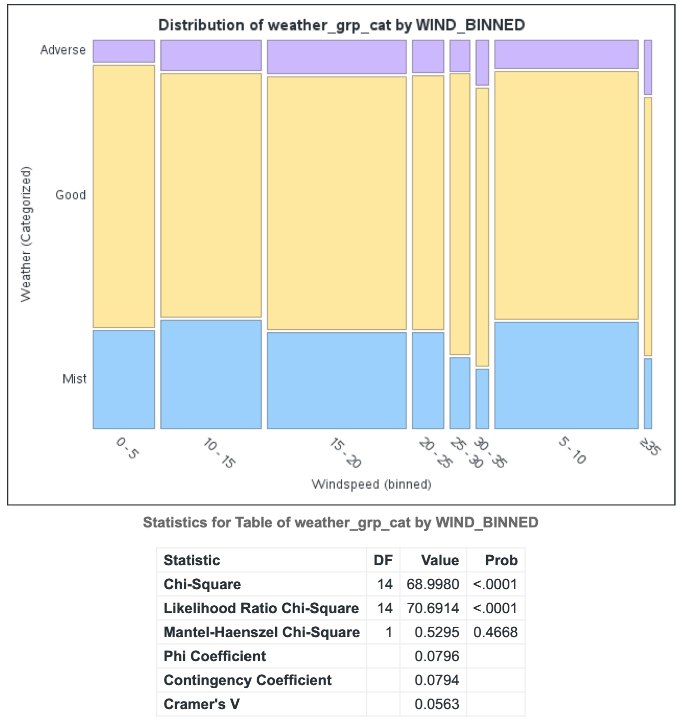 Distribution of weather_grp_cat by WIND_BINNED
Adverse
Good
Mist
Weather (Categorized)
0 - 5
10 - 15
15 - 20
20 - 25
25 - 30
30 - 35
5 - 10
≥35
Windspeed (binned)
Statistics for Table of weather_grp_cat by WIND_BINNED
Statistic DF Value Prob
Chi-Square 14 68.9980 <.0001
Likelihood Ratio Chi-Square 14 70.6914 <.0001
Mantel-Haenszel Chi-Square 1 0.5295 0.4668
Phi Coefficient 0.0796
Contingency Coefficient 0.0794
Cramer's V 0.0563